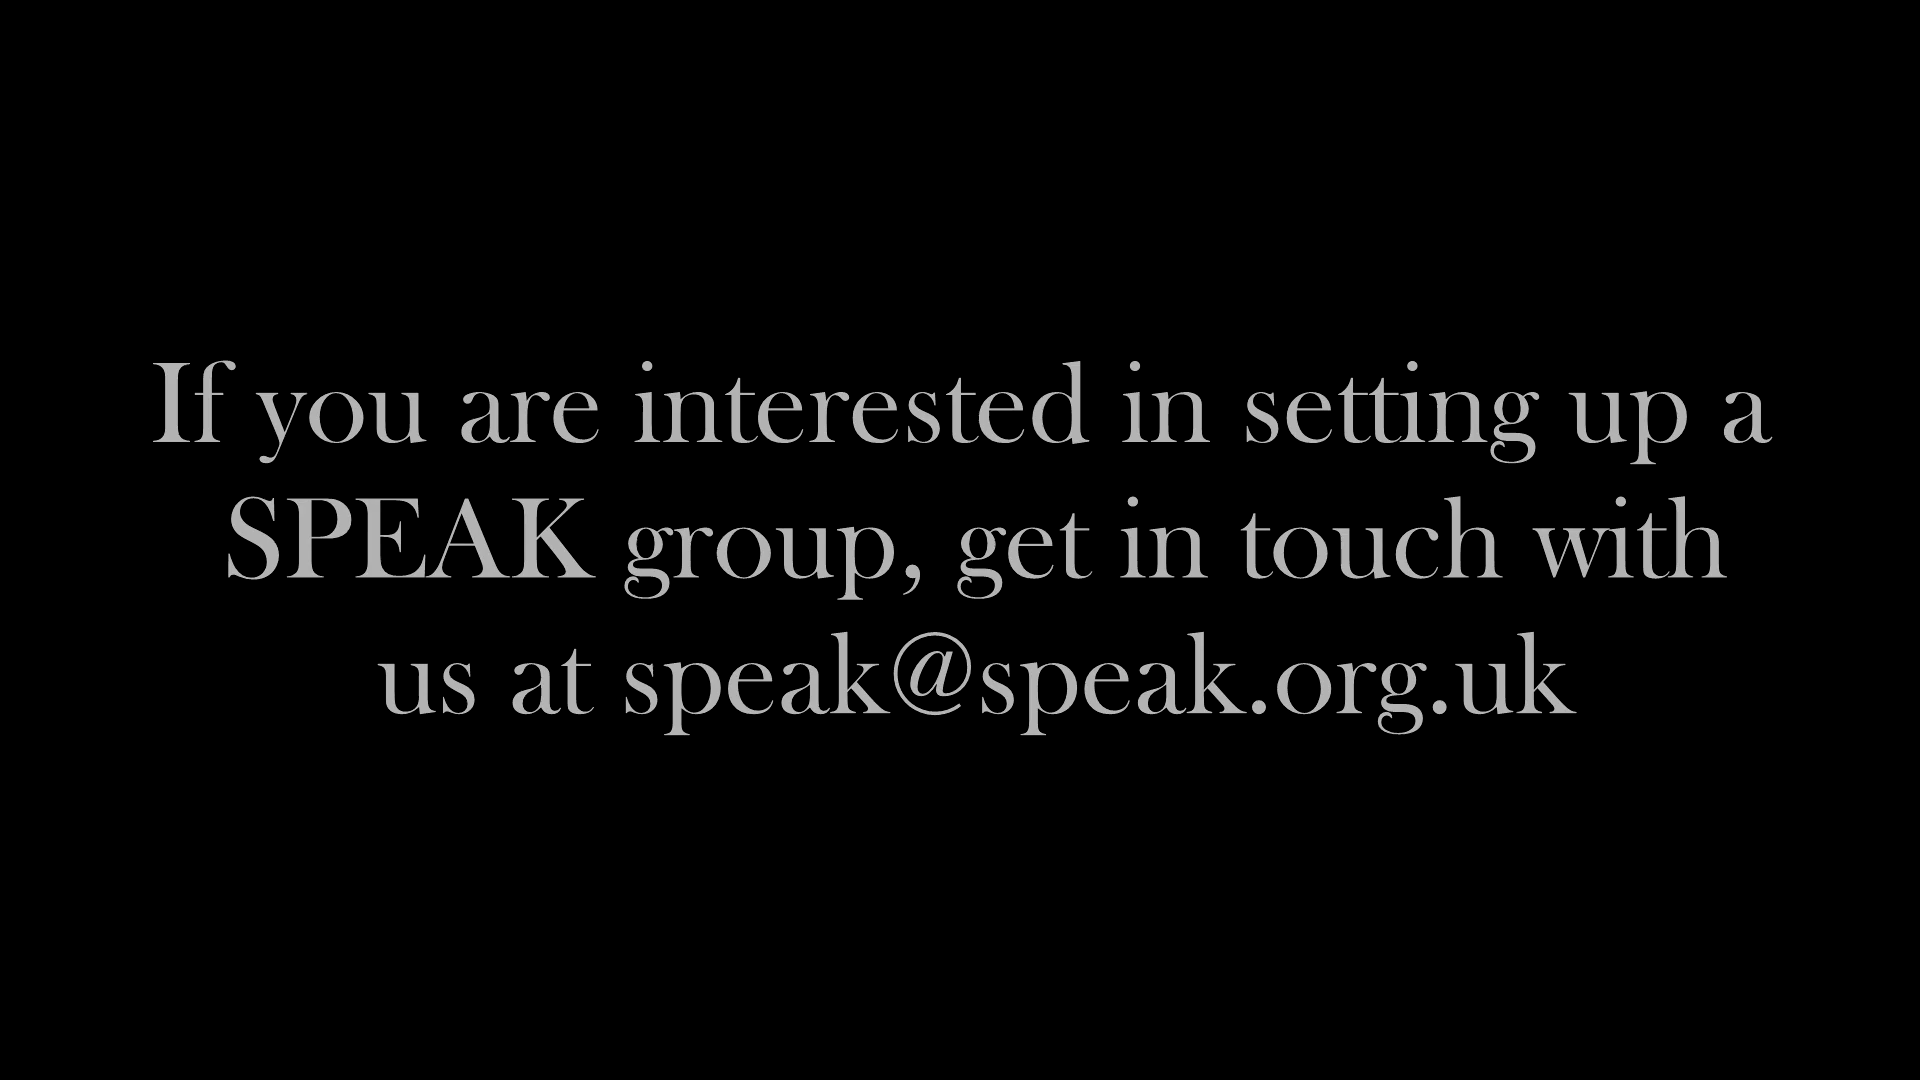 If you are interested in setting up a
SPEAK group, get in touch with
us at speak@speak.org.uk